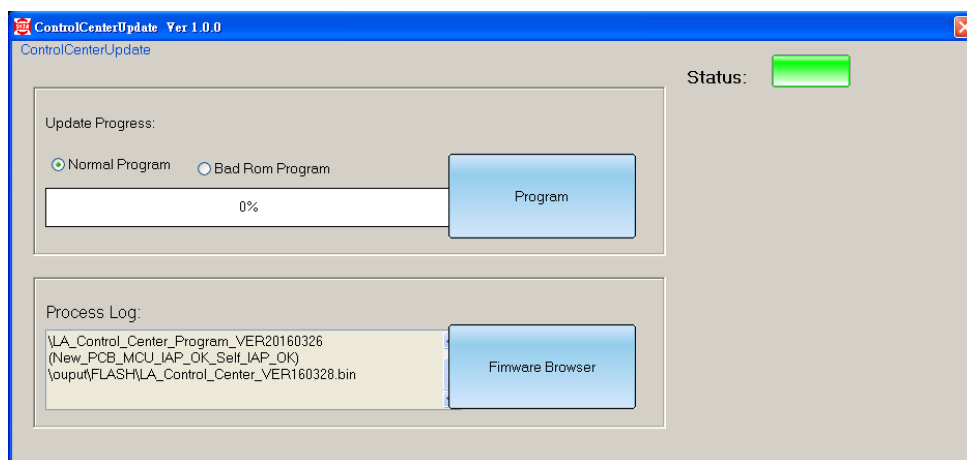 ControlCenterUpdate Ver 1.0.0
ControlCenterUpdate
Status:
Update Progress:
Normal Program
Bad Rom Program
0%
Program
Process Log:
\LA_Control_Center_Program_VER20160326
(New_PCB_MCU_IAP_OK_Self_IAP_OK)
\ouput\FLASH\LA_Control_Center_VER160328.bin
Fimware Browser